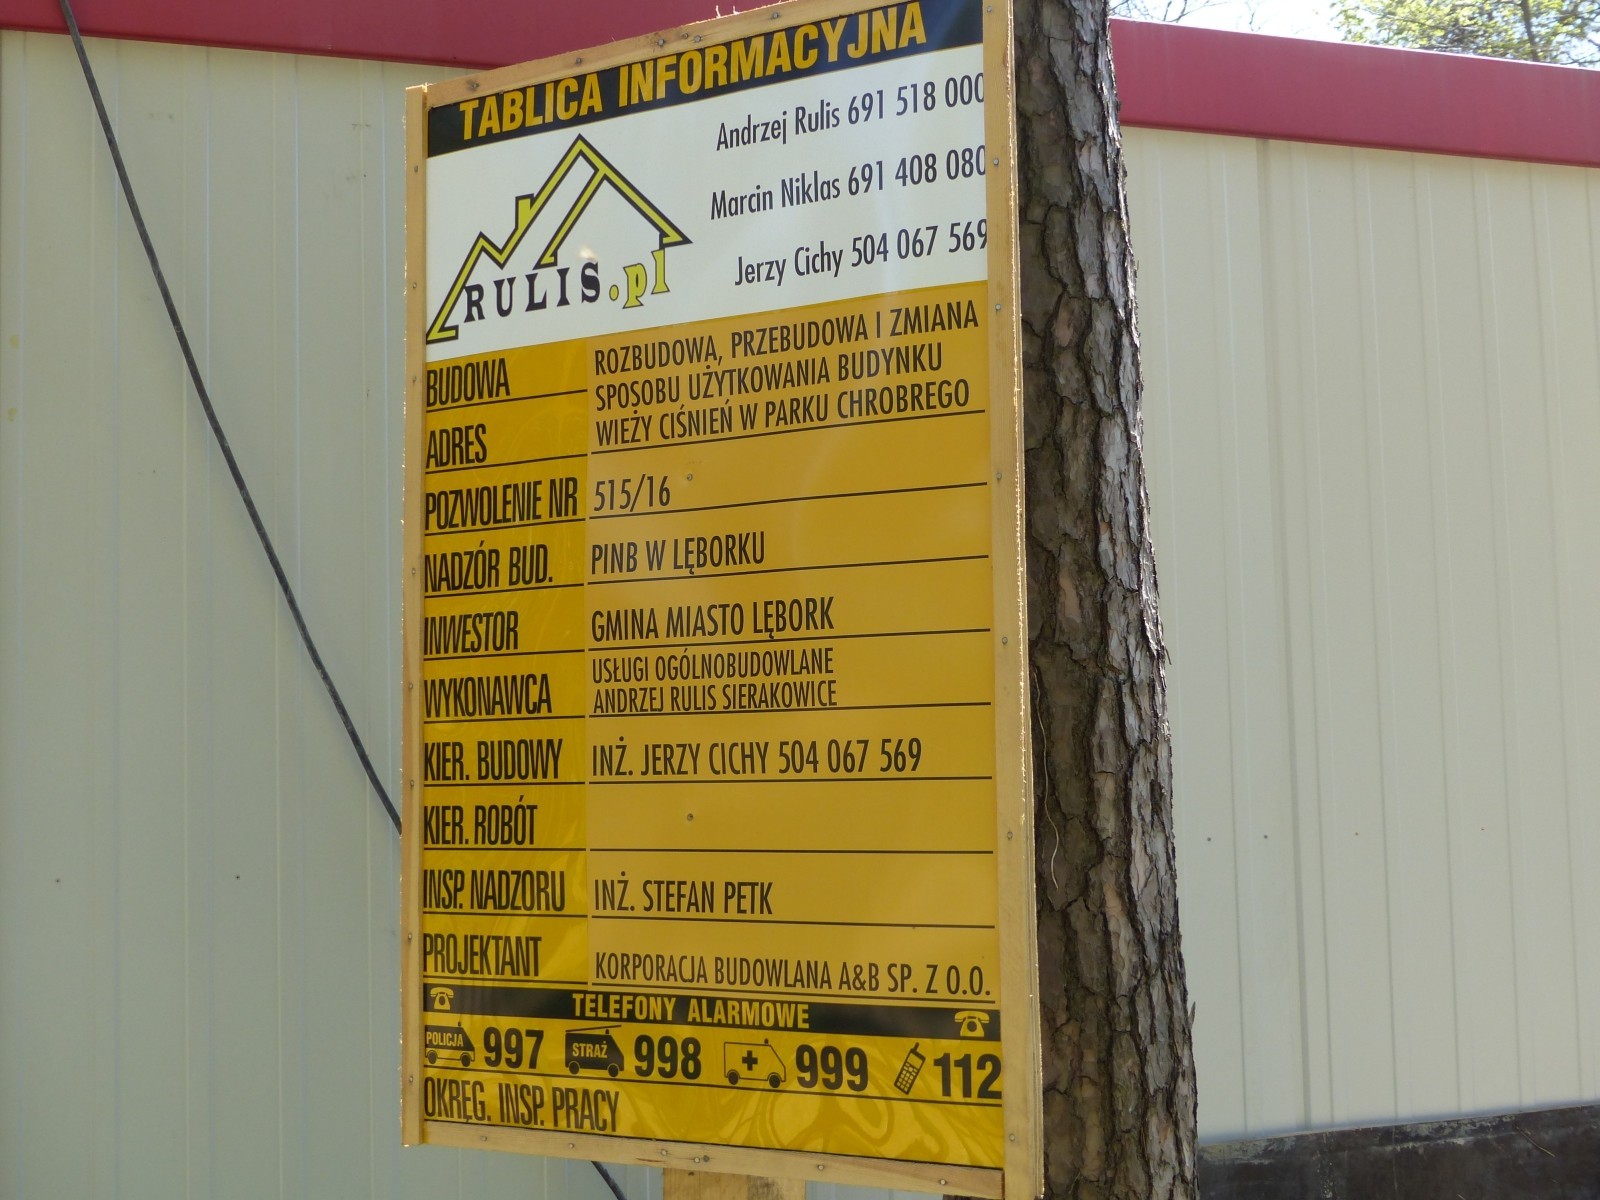 TABLICA INFORMACYJNA
Andrzej Rulis 691 518 000
Marcin Niklas 691 408 080
Jerzy Cichy 504 067 569
RULIS.pl
BUDOWA
ROZBUDOWA, PRZEBUDOWA I ZMIANA
SPOSOBU UŻYTKOWANIA BUDYNKU
ADRES
WIEŻY CIŚNIEŃ W PARKU CHROBREGO
POZWOLENIE NR 515/16
NADZÓR BUD. PINB W LĘBORKU
INWESTOR GMINA MIASTO LĘBORK
WYKONAWCA
USŁUGI OGÓLNOBUDOWLANE
ANDRZEJ RULIS SIERAKOWICE
KIER. BUDOWY INŻ. JERZY CICHY 504 067 569
KIER. ROBÓT
INSP. NADZORU INŻ. STEFAN PETK
PROJEKTANT KORPORACJA BUDOWLANA A&B SP. Z O.O.
TELEFONY ALARMOWE
POLICJA 997 STRAŻ 998 999 112
OKRĘG. INSP. PRACY